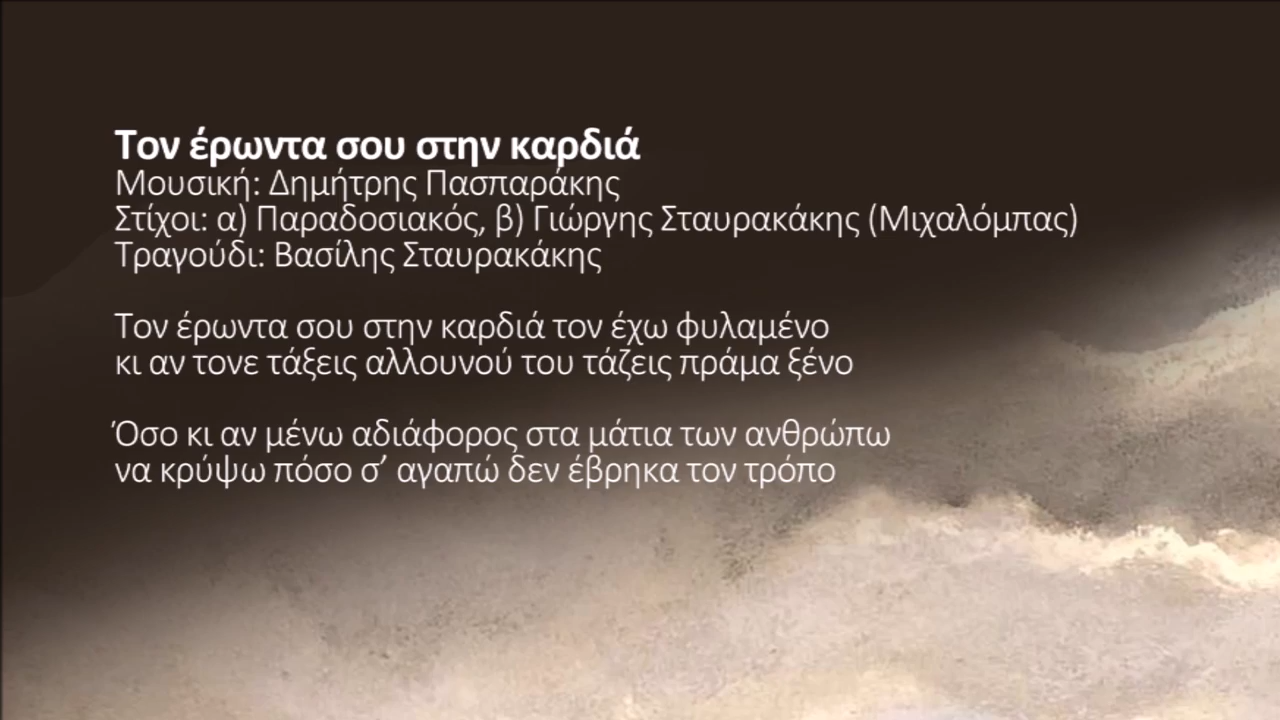 Τον έρωντα σου στην καρδιά
Μουσική: Δημήτρης Πασπαράκης
Στίχοι: α) Παραδοσιακός, β) Γιώργης Σταυρακάκης (Μιχαλόμπας)
Τραγούδι: Βασίλης Σταυρακάκης
Τον έρωντα σου στην καρδιά τον έχω φυλαμένο
κι αν τονε τάξεις αλλουνού του τάζεις πράμα ξένο
Όσο κι αν μένω αδιάφορος στα μάτια των ανθρώπω
να κρύψω πόσο σ’ αγαπώ δεν έβρηκα τον τρόπο